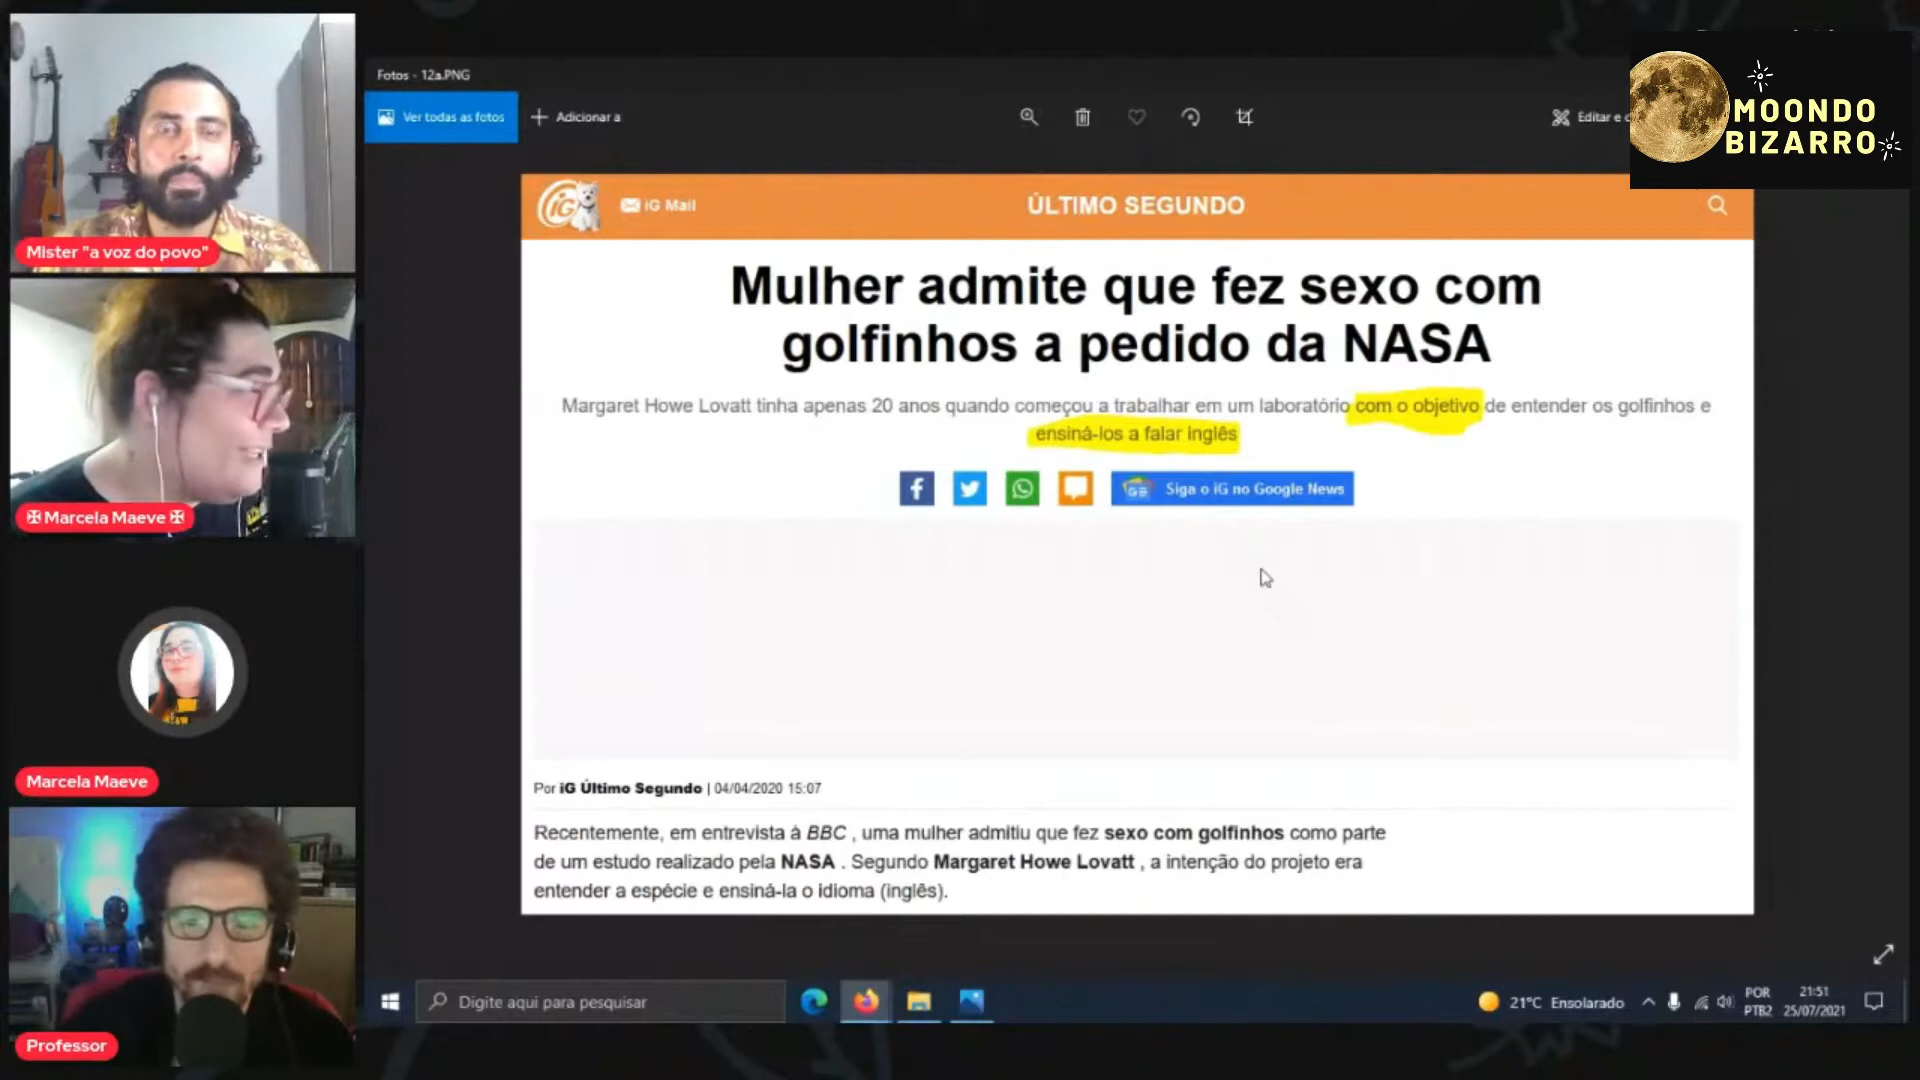 Fotos - 12a.PNG
Ver todas as fotos
Adicionar a
Editar e c
MOONDO
BIZARRO
iG
iG Mail
ÚLTIMO SEGUNDO
Mulher admite que fez sexo com
golfinhos a pedido da NASA
Margaret Howe Lovatt tinha apenas 20 anos quando começou a trabalhar em um laboratório com o objetivo de entender os golfinhos e
ensiná-los a falar inglês
Siga o iG no Google News
Por iG Último Segundo | 04/04/2020 15:07
Recentemente, em entrevista à BBC , uma mulher admitiu que fez sexo com golfinhos como parte
de um estudo realizado pela NASA . Segundo Margaret Howe Lovatt , a intenção do projeto era
entender a espécie e ensiná-la o idioma (inglês).
Mister "a voz do povo"
✠ Marcela Maeve ✠
Marcela Maeve
Professor
Digite aqui para pesquisar
21°C Ensolarado
POR
PTB2
21:51
25/07/2021